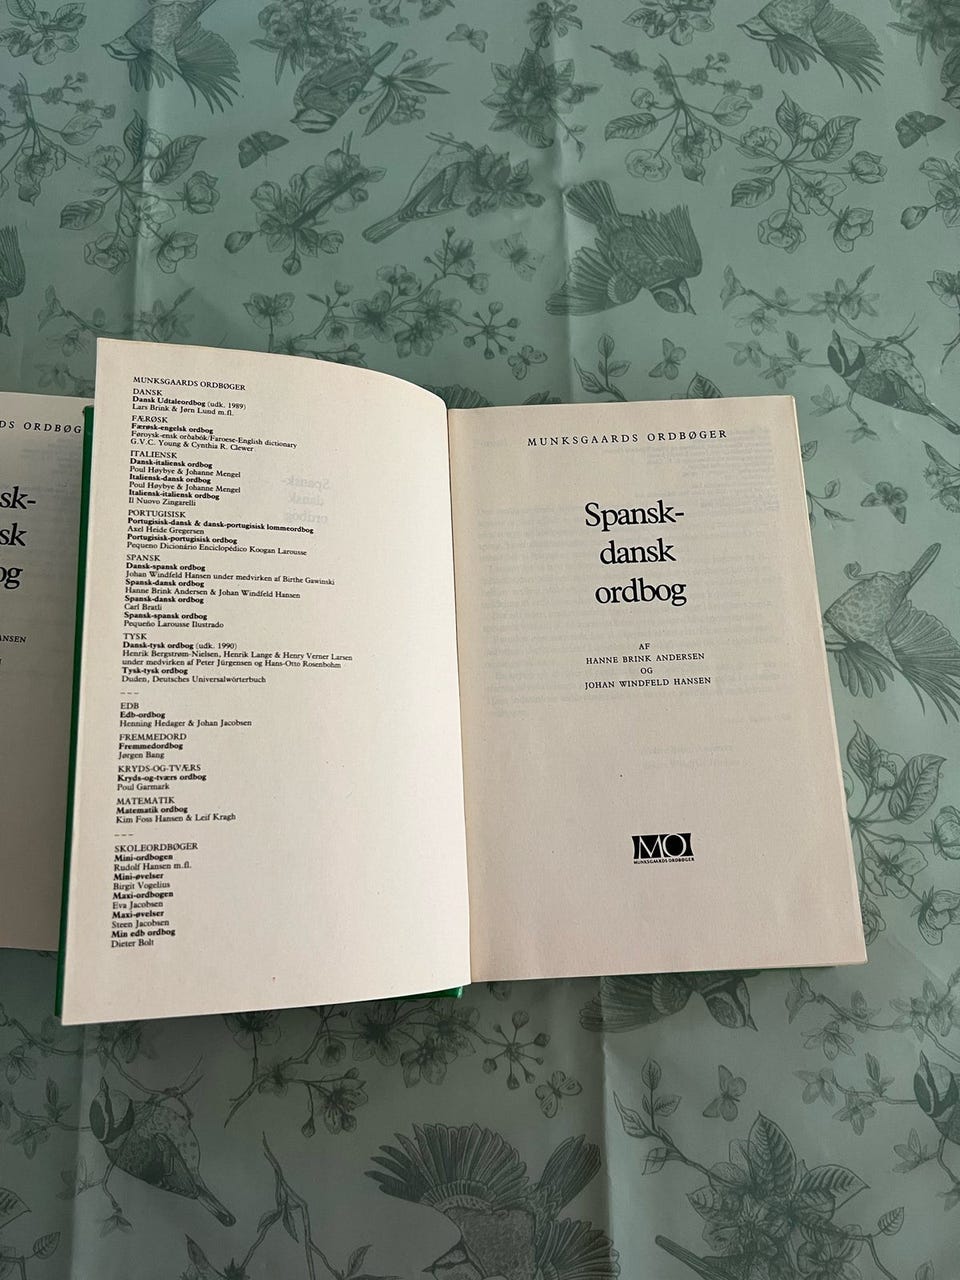 DS ORDBØG
sk-
sk
og
ANSEN
MUNKSGAARDS ORDBØGER
DANSK
Dansk Udtaleordbog (udk. 1989)
Lars Brink & Jørn Lund m.fl.
FÆRØSK
Færøsk-engelsk ordbog
Føroysk-ensk orðabók/Faroese-English dictionary
G.V.C. Young & Cynthia R. Clewer
ITALIENSK
Dansk-italiensk ordbog
Poul Høybye & Johanne Mengel
Italiensk-dansk ordbog
Poul Høybye & Johanne Mengel
Italiensk-italiensk ordbog
Il Nuovo Zingarelli
PORTUGISISK
Portugisisk-dansk & dansk-portugisisk lommeordbog
Axel Heide Gregersen
Portugisisk-portugisisk ordbog
Pequeno Dicionário Enciclopédico Koogan Larousse
SPANSK
Dansk-spansk ordbog
Johan Windfeld Hansen under medvirken af Birthe Gawinski
Spansk-dansk ordbog
Hanne Brink Andersen & Johan Windfeld Hansen
Spansk-dansk ordbog
Carl Bratli
Spansk-spansk ordbog
Pequeño Larousse Ilustrado
TYSK
Dansk-tysk ordbog (udk. 1990)
Henrik Bergstrøm-Nielsen, Henrik Lange & Henry Verner Larsen
under medvirken af Peter Jürgensen og Hans-Otto Rosenbohm
Tysk-tysk ordbog
Duden, Deutsches Universalwörterbuch
---
EDB
Edb-ordbog
Henning Hedager & Johan Jacobsen
FREMMEDORD
Fremmedordbog
Jørgen Bang
KRYDS-OG-TVÆRS
Kryds-og-tværs ordbog
Poul Garmark
MATEMATIK
Matematik ordbog
Kim Foss Hansen & Leif Kragh
---
SKOLEORDBØGER
Mini-ordbogen
Rudolf Hansen m.fl.
Mini-øvelser
Birgit Vogelius
Maxi-ordbogen
Eva Jacobsen
Maxi-øvelser
Steen Jacobsen
Min edb ordbog
Dieter Bolt
MUNKSGAARDS ORDBØGER
Spansk-
dansk
ordbog
AF
HANNE BRINK ANDERSEN
OG
JOHAN WINDFELD HANSEN
MO
MUNKSGAARDS ORDBØGER